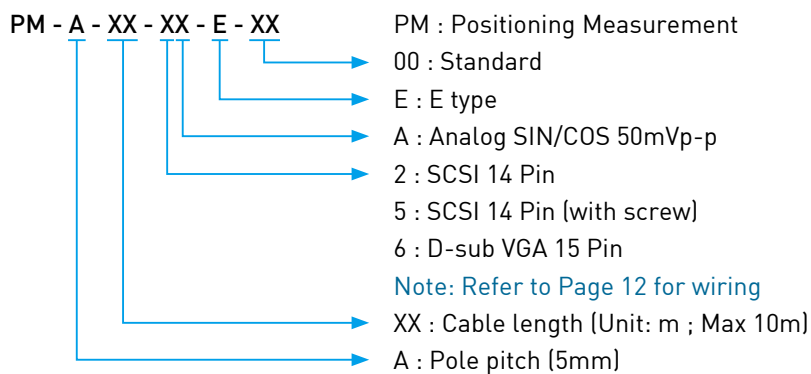 PM - A - XX - XX - E - XX
PM : Positioning Measurement
00 : Standard
E : E type
A : Analog SIN/COS 50mVp-p
2 : SCSI 14 Pin
5 : SCSI 14 Pin (with screw)
6 : D-sub VGA 15 Pin
Note: Refer to Page 12 for wiring
XX : Cable length (Unit: m ; Max 10m)
A : Pole pitch (5mm)